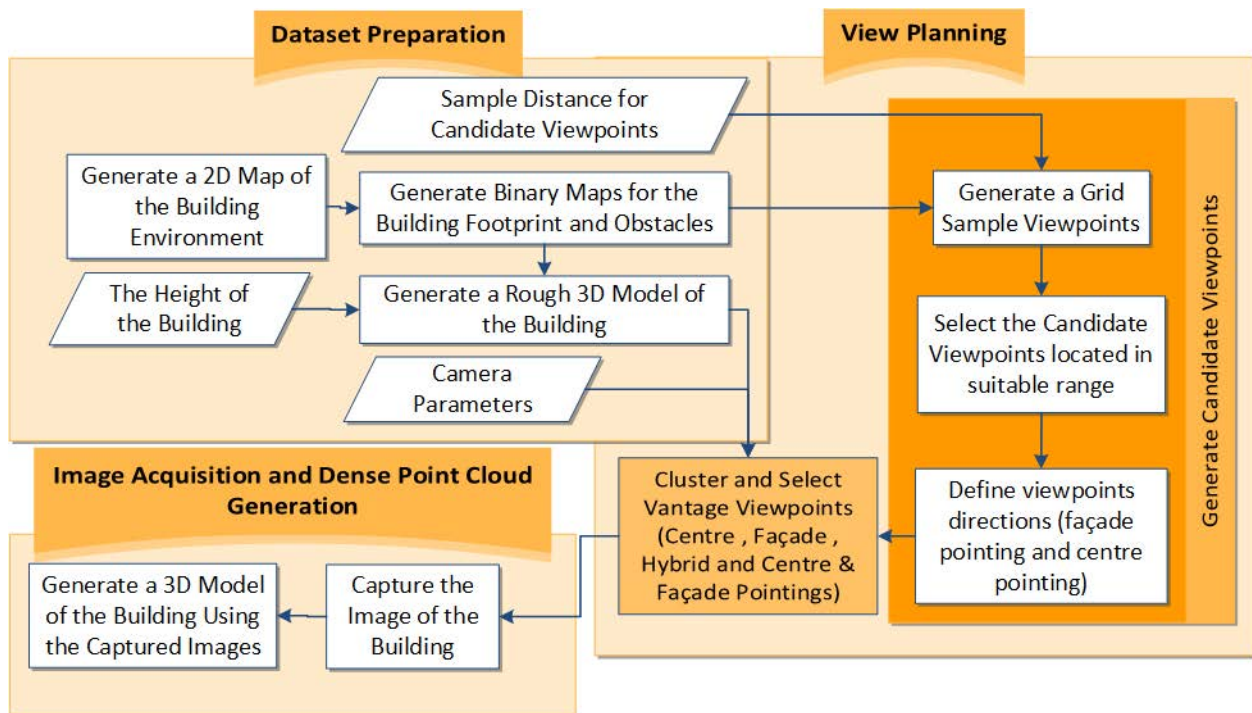 Dataset Preparation
Sample Distance for
Candidate Viewpoints
Generate a 2D Map of
the Building
Environment
Generate Binary Maps for the
Building Footprint and Obstacles
The Height of
the Building
Generate a Rough 3D Model of
the Building
Camera
Parameters
View Planning
Generate a Grid
Sample Viewpoints
Select the Candidate
Viewpoints located in
suitable range
Define viewpoints
directions (façade
pointing and centre
pointing)
Generate Candidate Viewpoints
Cluster and Select
Vantage Viewpoints
(Centre , Façade ,
Hybrid and Centre &
Façade Pointings)
Image Acquisition and Dense Point Cloud
Generation
Capture the
Image of the
Building
Generate a 3D Model
of the Building Using
the Captured Images